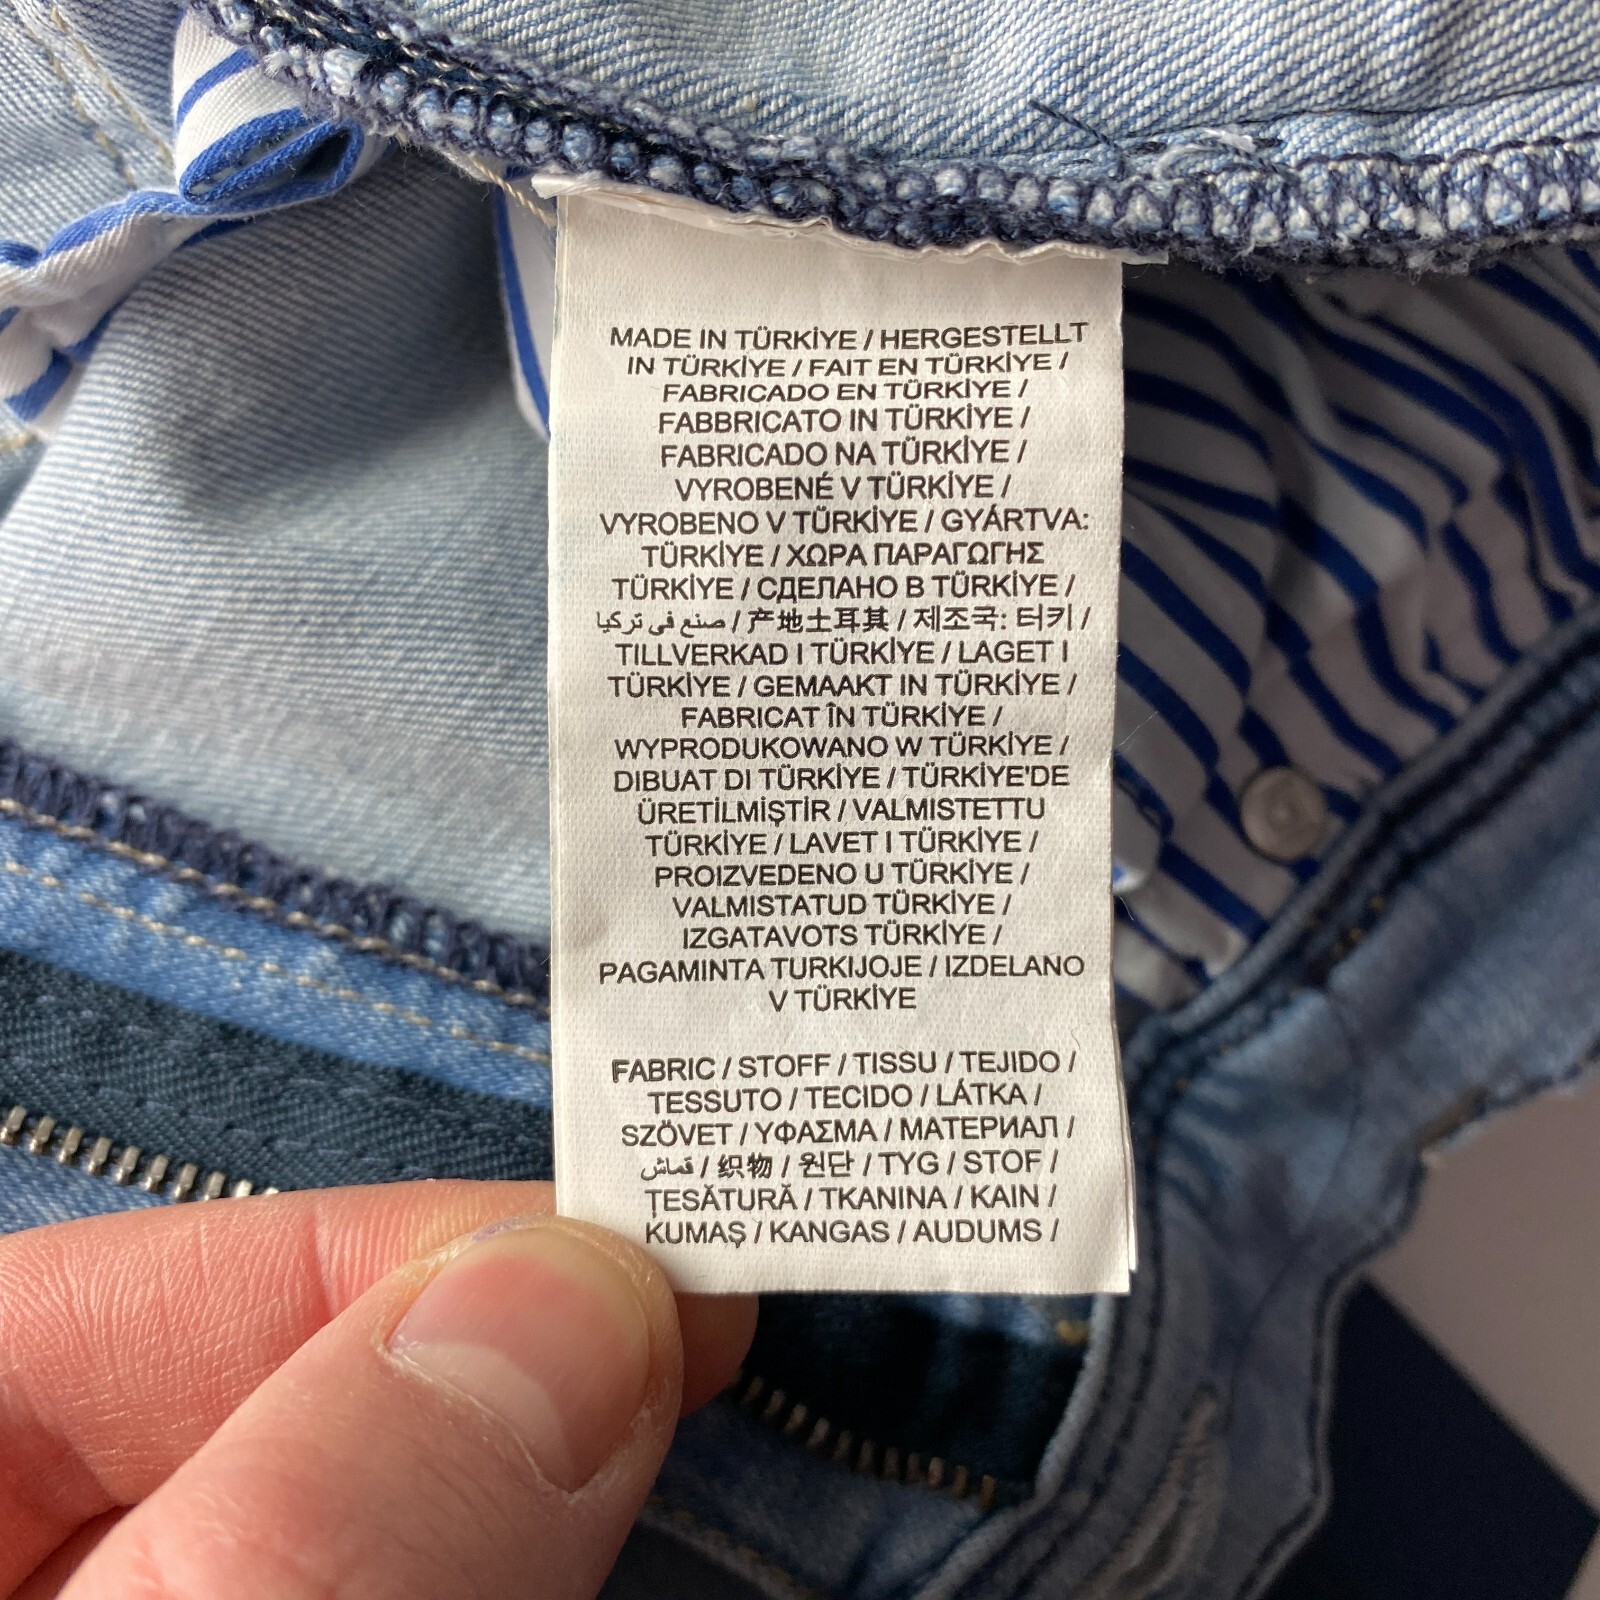 MADE IN TÜRKİYE / HERGESTELLT
IN TÜRKİYE / FAIT EN TÜRKİYE /
FABRICADO EN TÜRKİYE /
FABBRICATO IN TÜRKİYE /
FABRICADO NA TÜRKİYE /
VYROBENÉ V TÜRKİYE /
VYROBENO V TÜRKİYE / GYÁRTVA:
TÜRKİYE / ΧΩΡΑ ΠΑΡΑΓΩΓΗΣ
TÜRKİYE / СДЕЛАНО В TÜRKİYE /
صنع في تركيا / 产地土耳其 / 제조국: 터키 /
TILLVERKAD I TÜRKİYE / LAGET I
TÜRKİYE / GEMAAKT IN TÜRKİYE /
FABRICAT ÎN TÜRKİYE /
WYPRODUKOWANO W TÜRKİYE /
DIBUAT DI TÜRKİYE / TÜRKİYE'DE
ÜRETİLMİŞTİR / VALMISTETTU
TÜRKİYE / LAVET I TÜRKİYE /
PROIZVEDENO U TÜRKİYE /
VALMISTATUD TÜRKİYE /
IZGATAVOTS TÜRKİYE /
PAGAMINTA TURKIJOJE / IZDELANO
V TÜRKİYE
FABRIC / STOFF / TISSU / TEJIDO /
TESSUTO / TECIDO / LÁTKA /
SZÖVET / ΥΦΑΣΜΑ / МАТЕРИАЛ /
قماش / 织物 / 원단 / TYG / STOF /
ȚESĂTURĂ / TKANINA / KAIN /
KUMAŞ / KANGAS / AUDUMS /